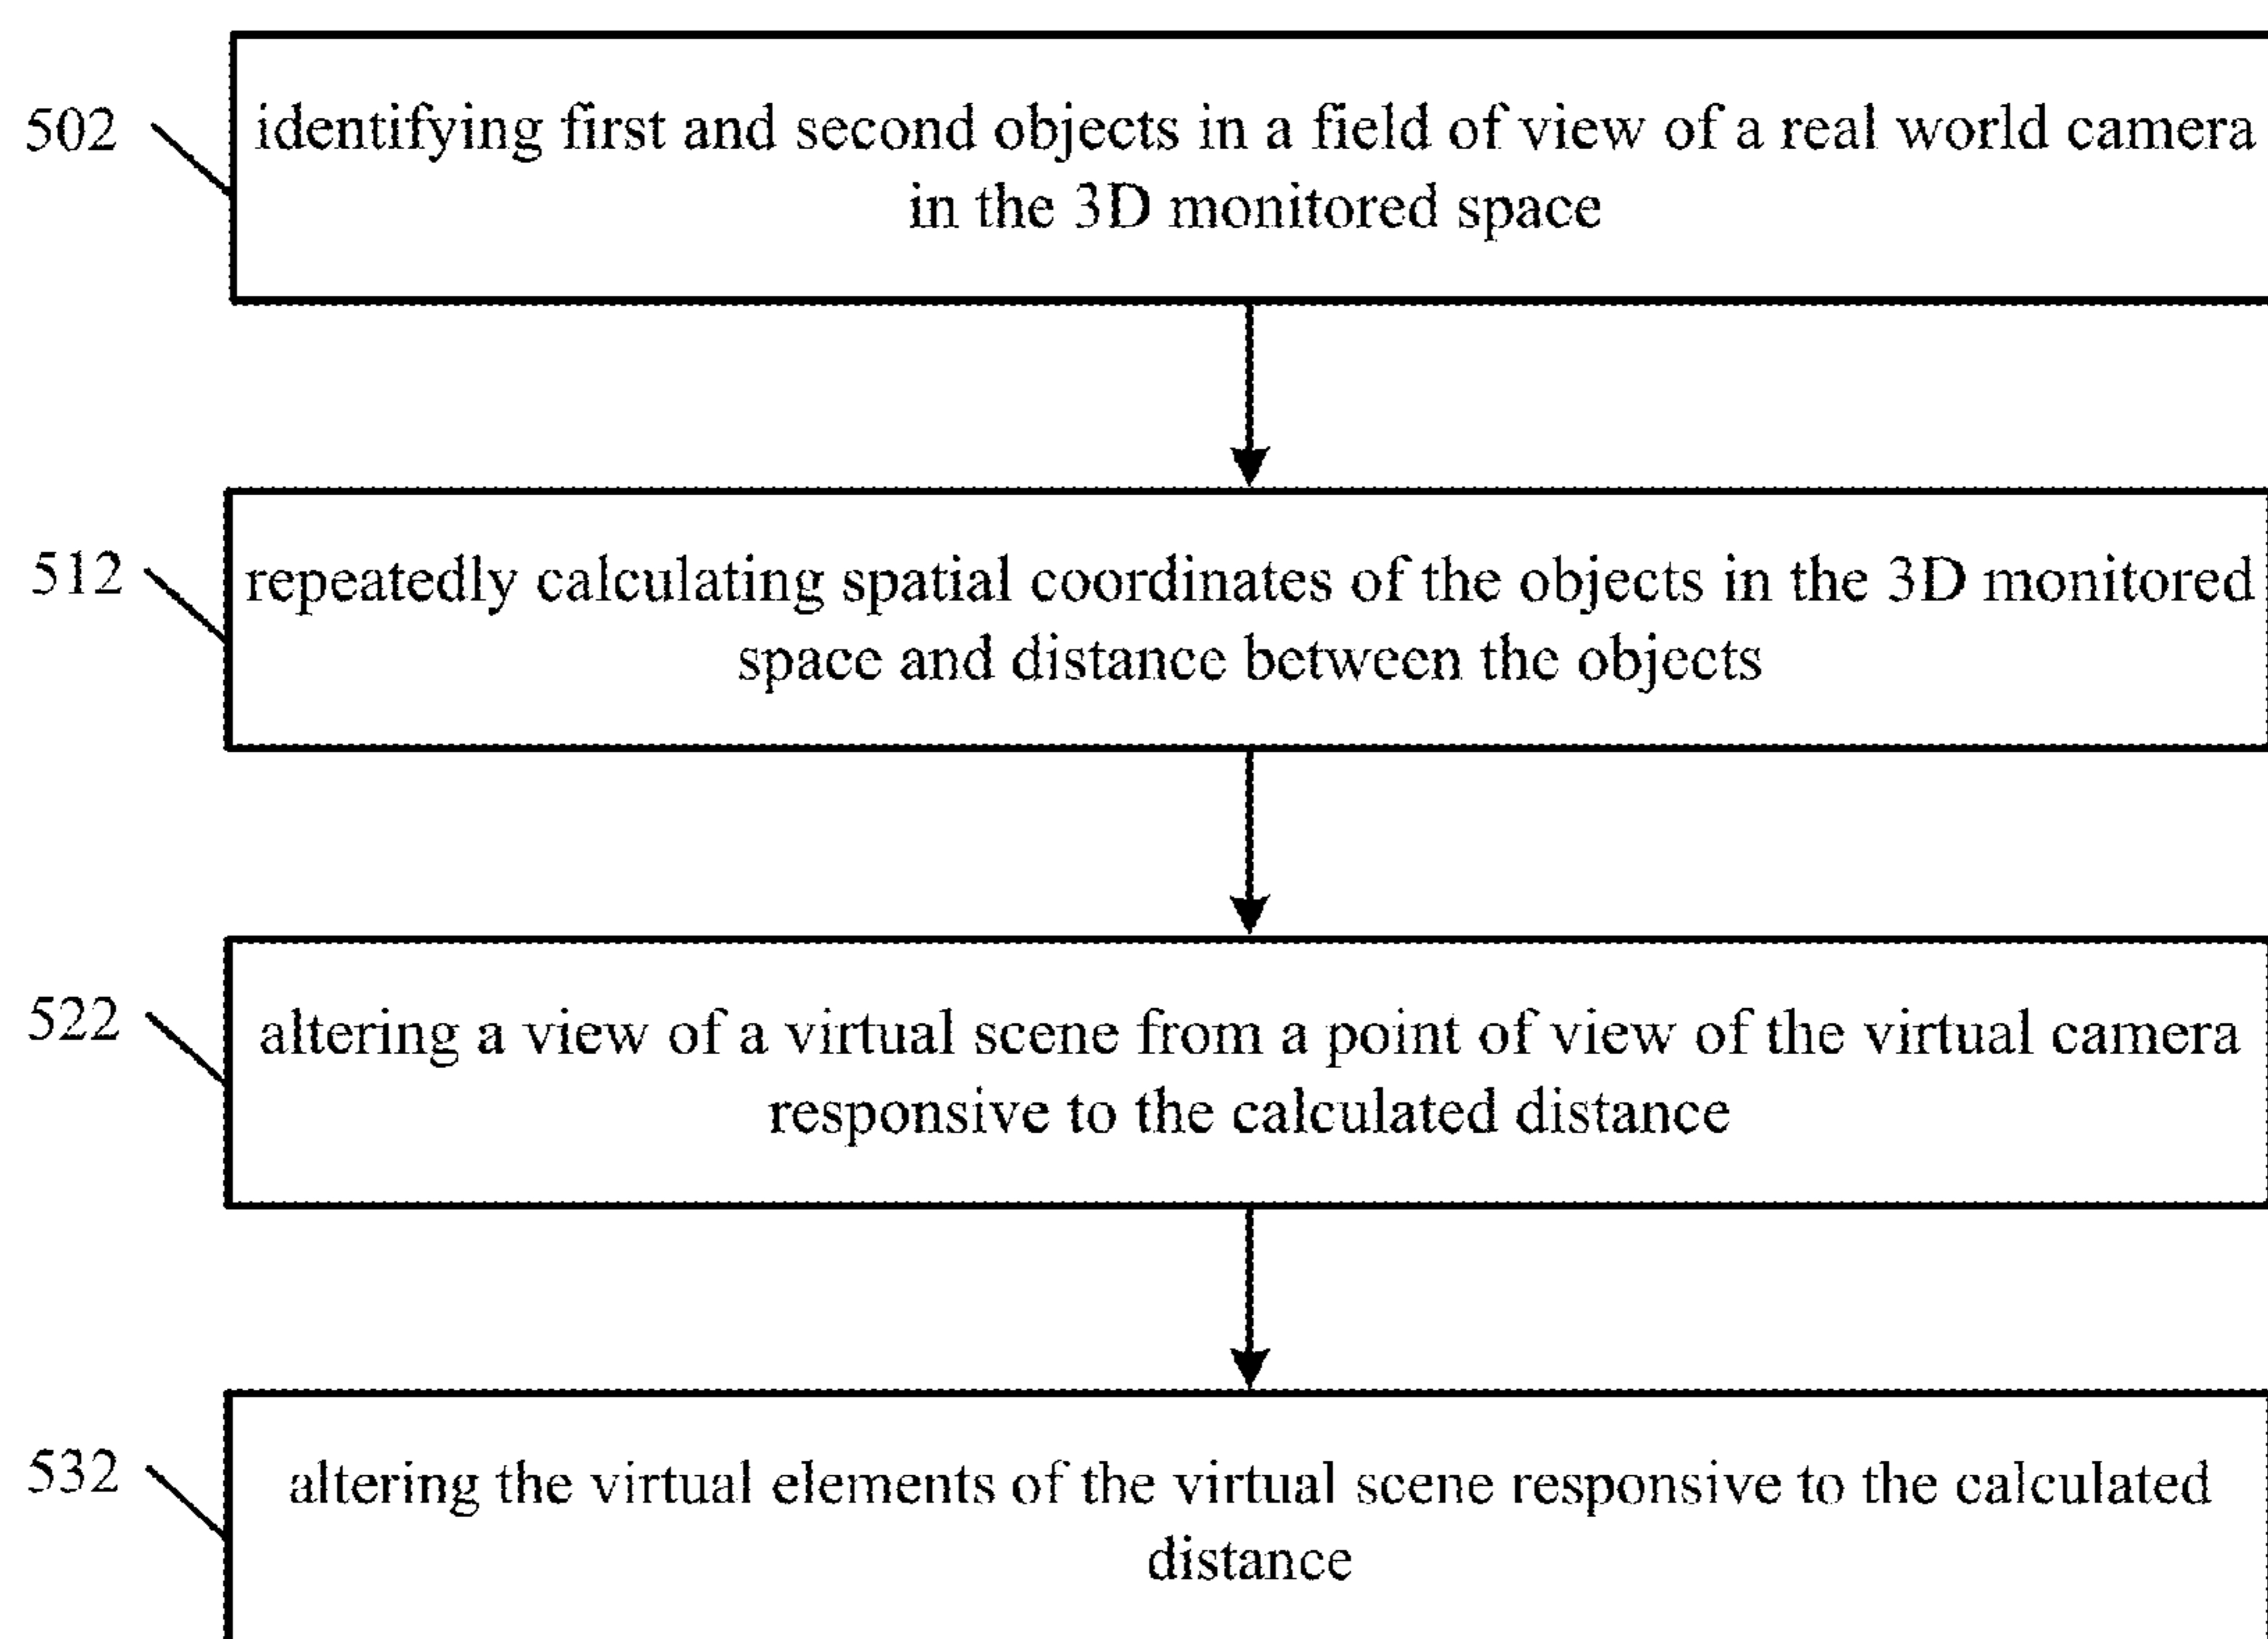 502
identifying first and second objects in a field of view of a real world camera
in the 3D monitored space
512
repeatedly calculating spatial coordinates of the objects in the 3D monitored
space and distance between the objects
522
altering a view of a virtual scene from a point of view of the virtual camera
responsive to the calculated distance
532
altering the virtual elements of the virtual scene responsive to the calculated
distance